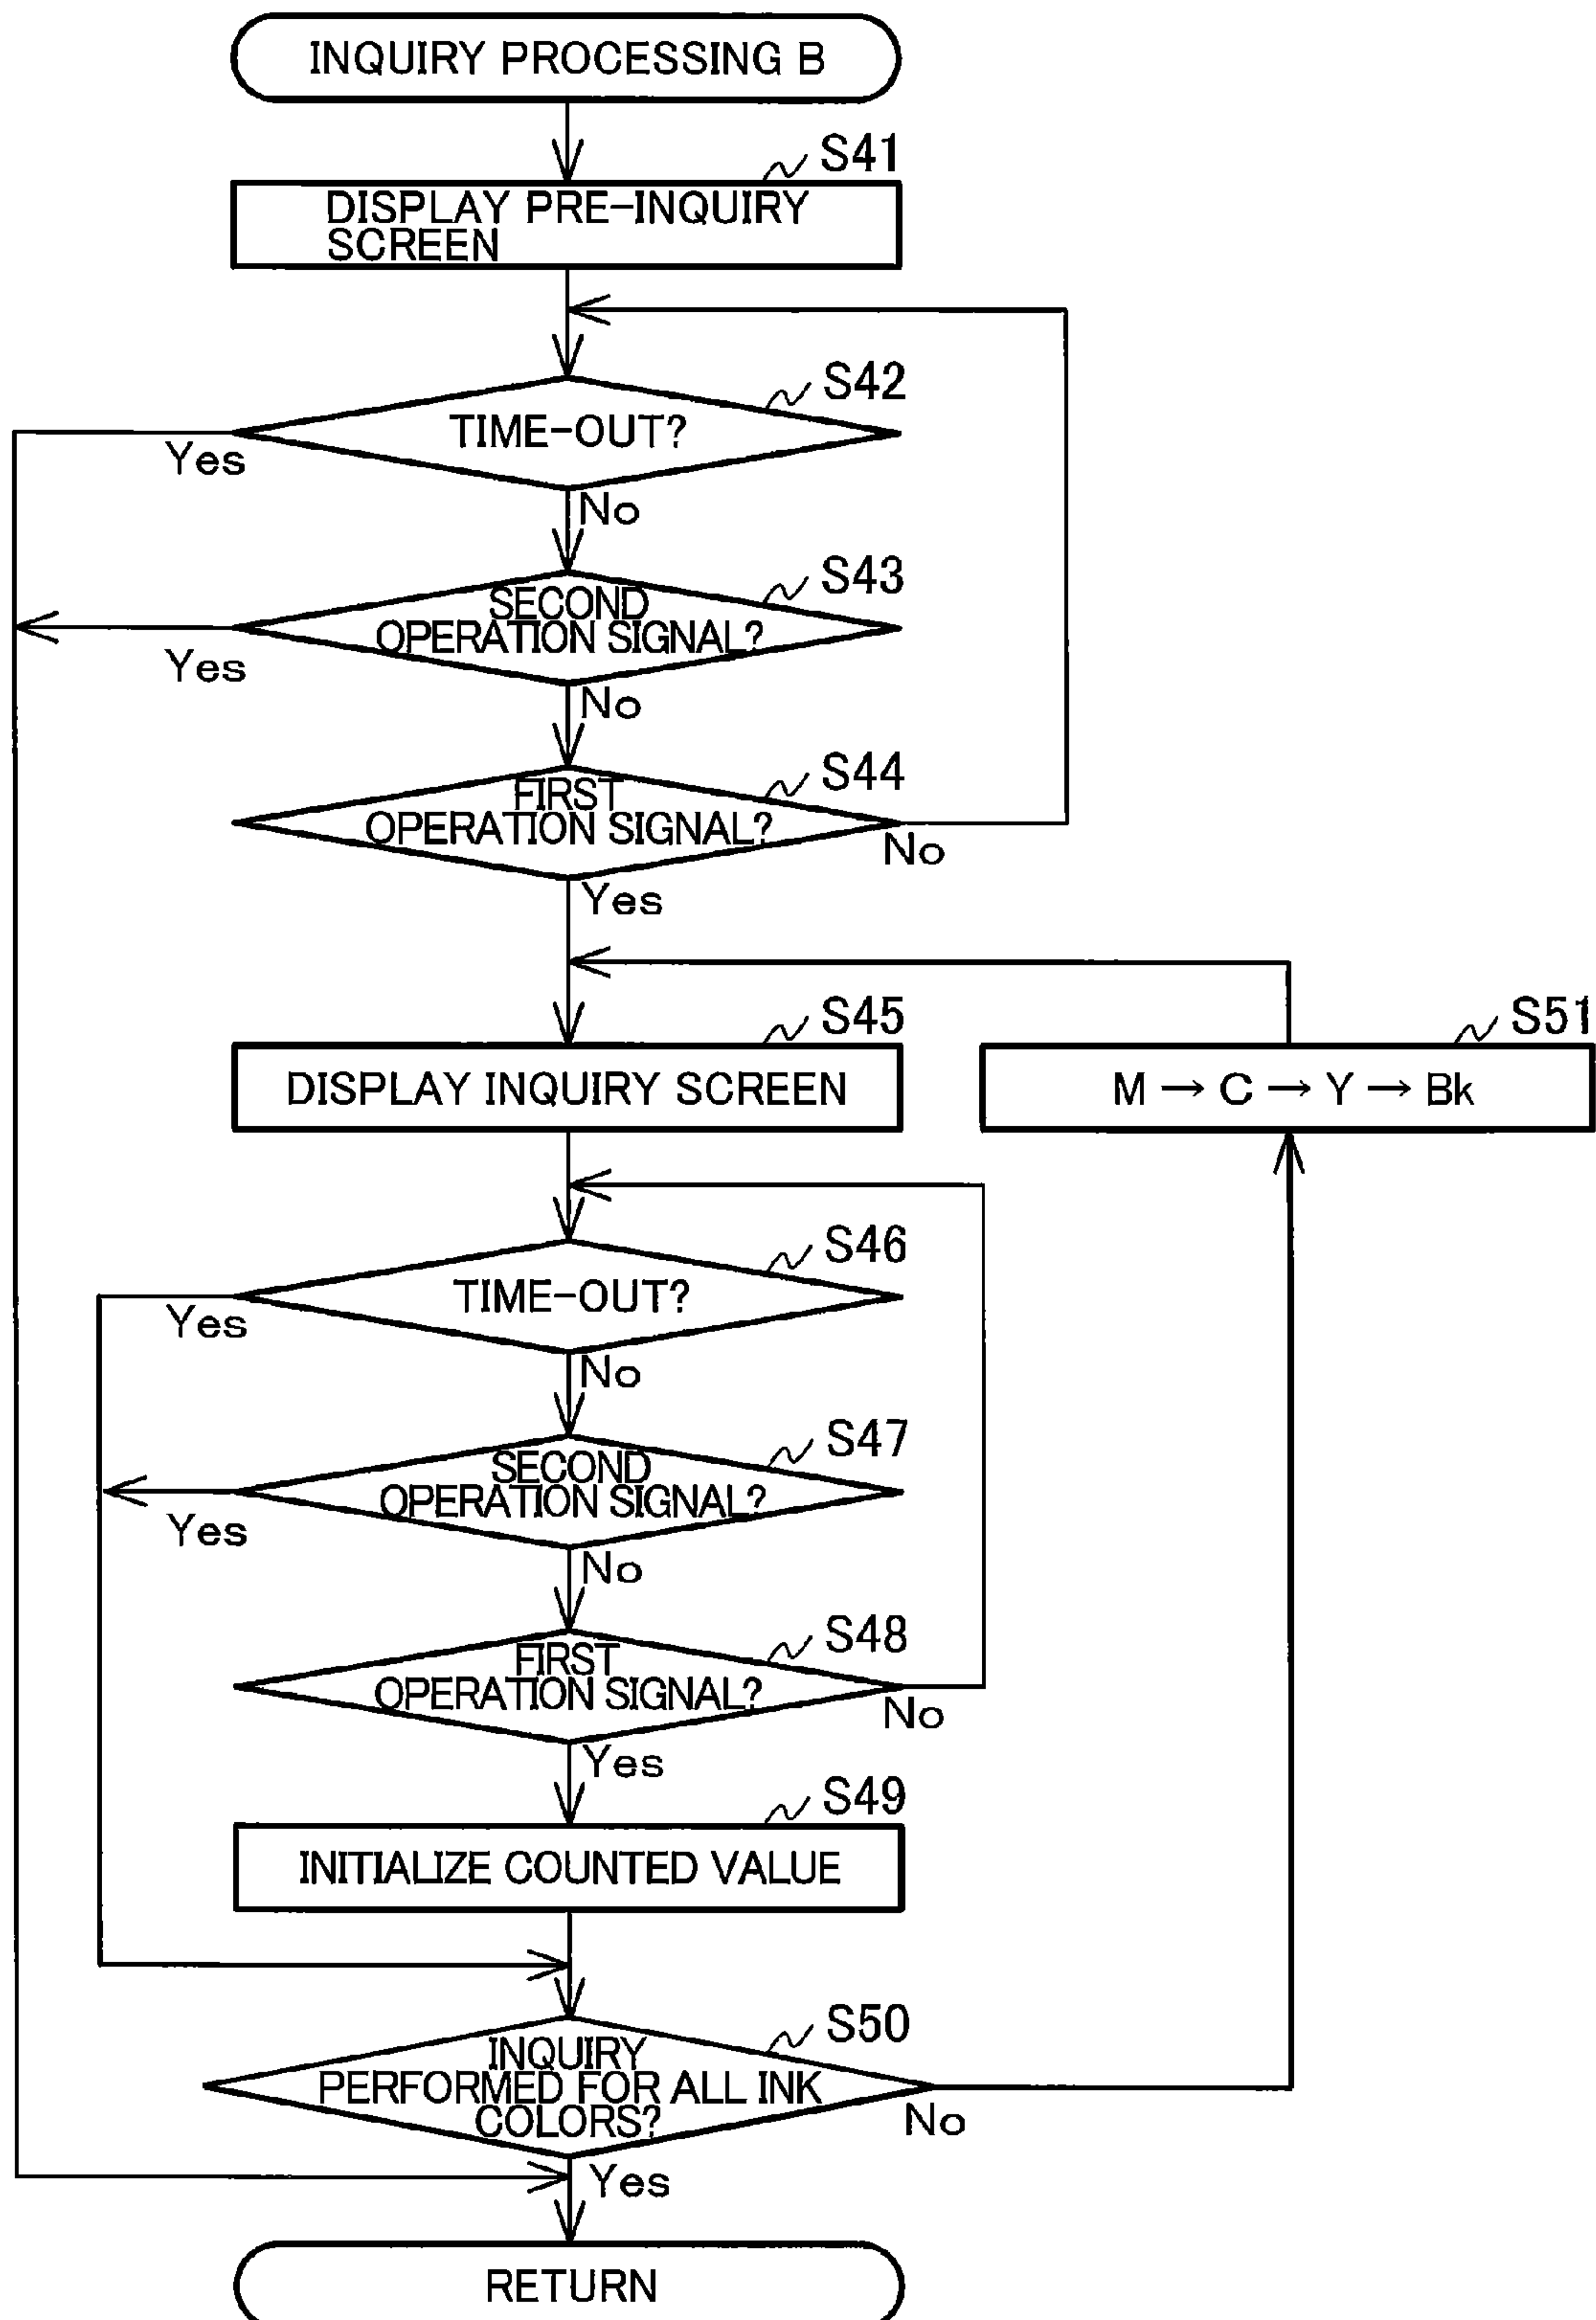 INQUIRY PROCESSING B
S41
DISPLAY PRE-INQUIRY
SCREEN
S42
TIME-OUT?
Yes
No
S43
SECOND
OPERATION SIGNAL?
Yes
No
S44
FIRST
OPERATION SIGNAL?
No
Yes
S45
DISPLAY INQUIRY SCREEN
S51
M → C → Y → Bk
S46
TIME-OUT?
Yes
No
S47
SECOND
OPERATION SIGNAL?
Yes
No
S48
FIRST
OPERATION SIGNAL?
No
Yes
S49
INITIALIZE COUNTED VALUE
S50
INQUIRY
PERFORMED FOR ALL INK
COLORS?
No
Yes
RETURN